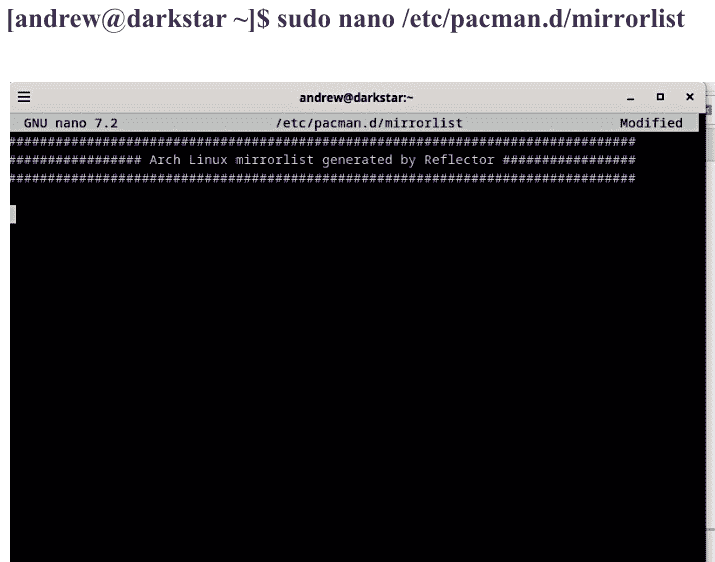 [andrew@darkstar ~]$ sudo nano /etc/pacman.d/mirrorlist
andrew@darkstar:~
GNU nano 7.2 /etc/pacman.d/mirrorlist Modified
################################################################################
################# Arch Linux mirrorlist generated by Reflector #################
################################################################################